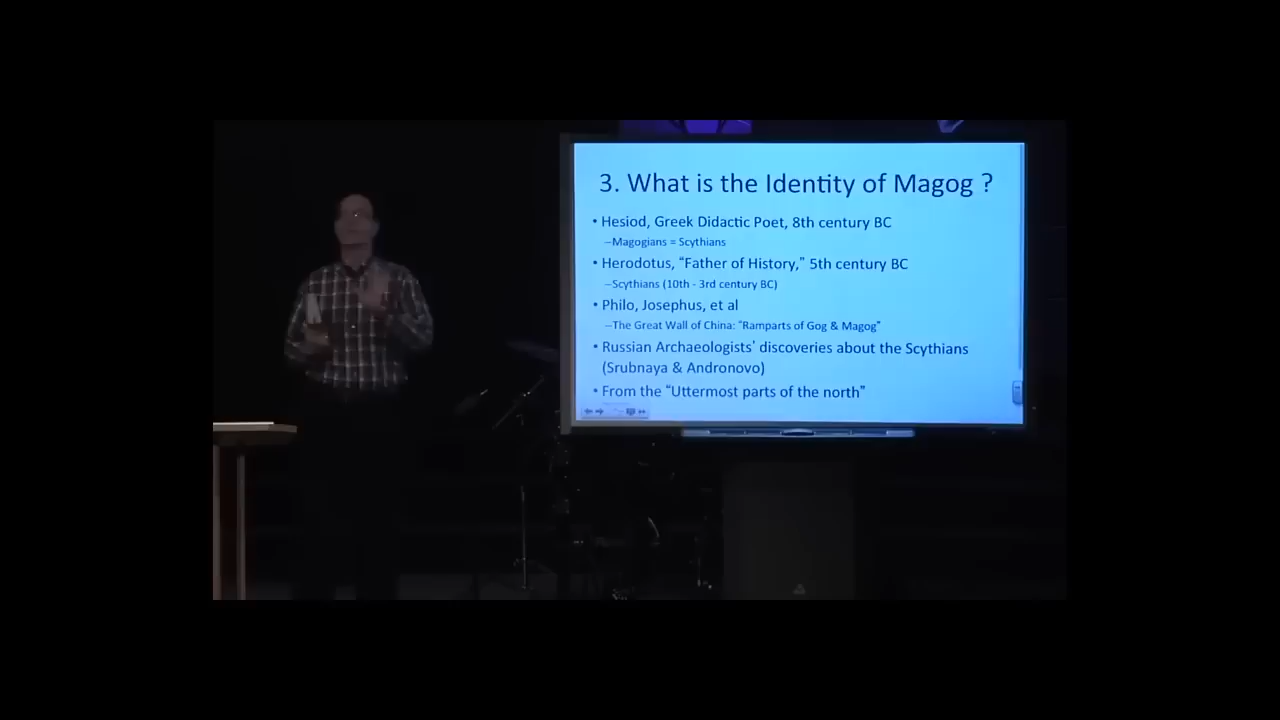 3. What is the Identity of Magog ?
• Hesiod, Greek Didactic Poet, 8th century BC
–Magogians = Scythians
• Herodotus, “Father of History,” 5th century BC
–Scythians (10th - 3rd century BC)
• Philo, Josephus, et al
–The Great Wall of China: “Ramparts of Gog & Magog”
• Russian Archaeologists’ discoveries about the Scythians
(Srubnaya & Andronovo)
• From the “Uttermost parts of the north”